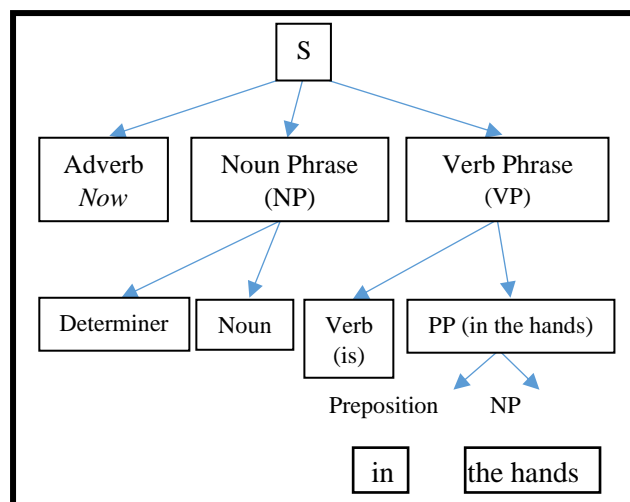 S
Adverb
Now
Noun Phrase
(NP)
Verb Phrase
(VP)
Determiner
Noun
Verb
(is)
PP (in the hands)
Preposition
NP
in
the hands